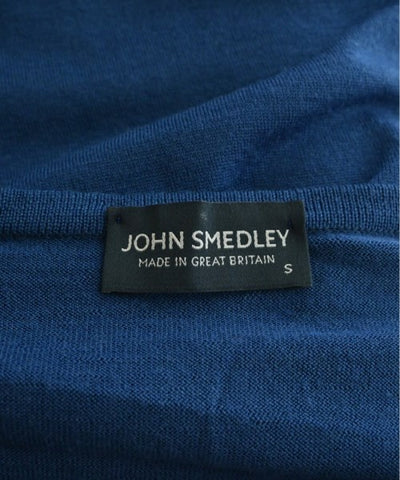 JOHN SMEDLEY
MADE IN GREAT BRITAIN
S